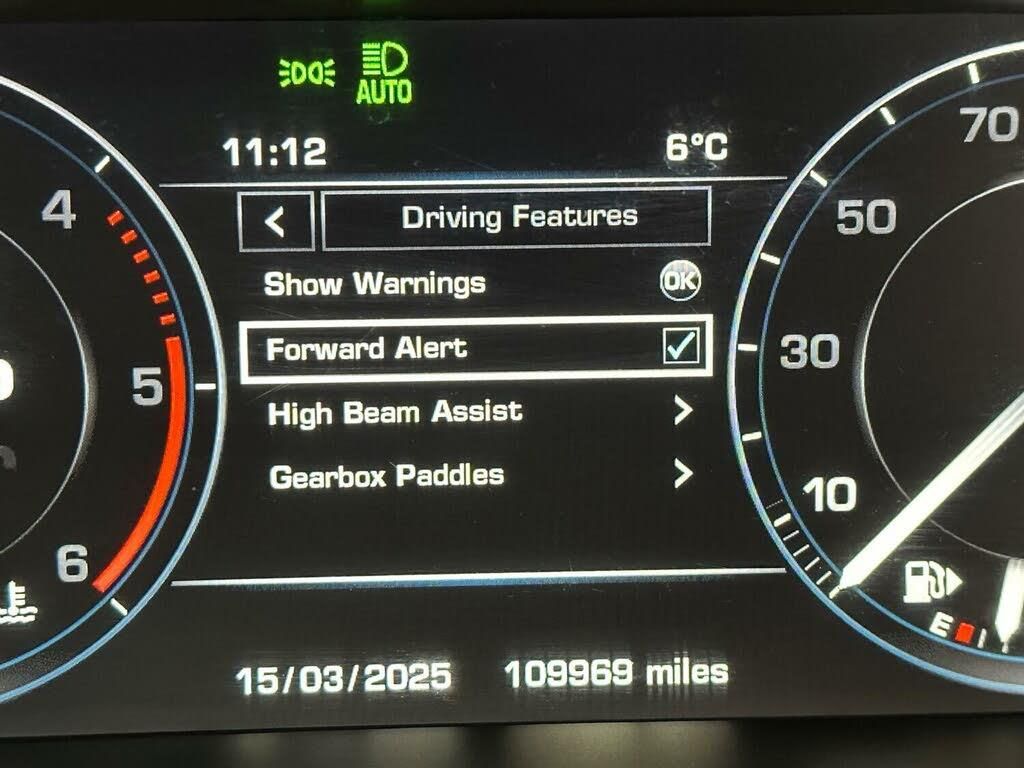 AUTO
11:12 6°C
Driving Features
Show Warnings OK
Forward Alert
High Beam Assist
Gearbox Paddles
4
5
6
70
50
30
10
E
15/03/2025 109969 miles